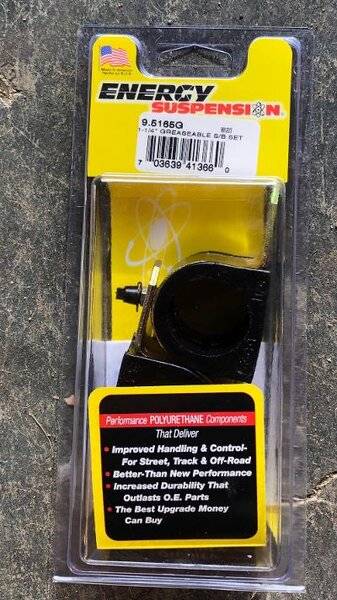 ENERGY
SUSPENSION®
9.5165G
1-1/4" GREASEABLE S/B SET
7 03639 41366 0
Performance POLYURETHANE Components
That Deliver
• Improved Handling & Control-
For Street, Track & Off-Road
• Better-Than New Performance
• Increased Durability That
Outlasts O.E. Parts
• The Best Upgrade Money
Can Buy